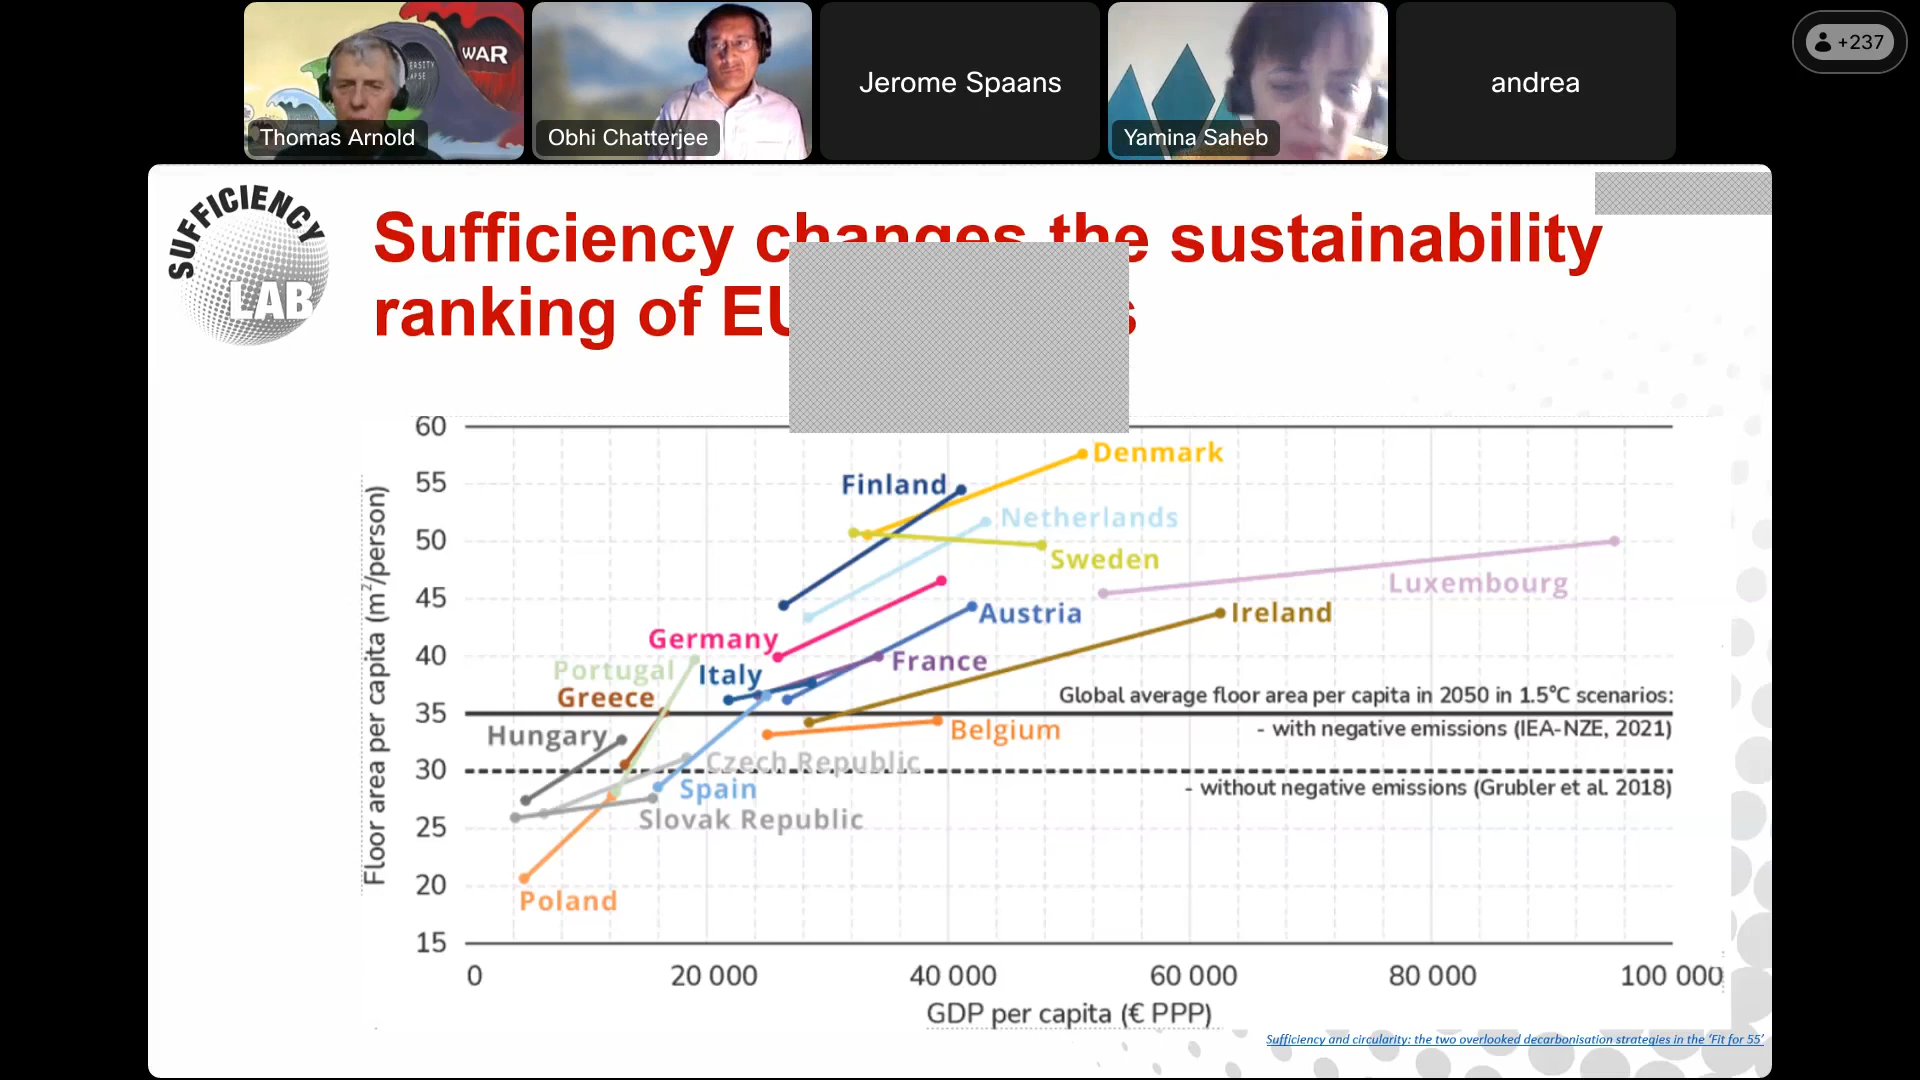 WAR
Thomas Arnold
Obhi Chatterjee
Jerome Spaans
Yamina Saheb
andrea
+237
SUFFICIENCY
LAB
Sufficiency changes the sustainability
ranking of
60
55
50
45
40
35
30
25
20
15
Floor area per capita (m²/person)
Denmark
Finland
Netherlands
Sweden
Luxembourg
Austria
Ireland
Germany
Portugal
Italy
France
Greece
Global average floor area per capita in 2050 in 1.5°C scenarios:
Hungary
Belgium
- with negative emissions (IEA-NZE, 2021)
Czech Republic
Spain
- without negative emissions (Grubler et al. 2018)
Slovak Republic
Poland
0
20 000
40 000
60 000
80 000
100 000
GDP per capita (€ PPP)
Sufficiency and circularity: the two overlooked decarbonisation strategies in the 'Fit for 55'